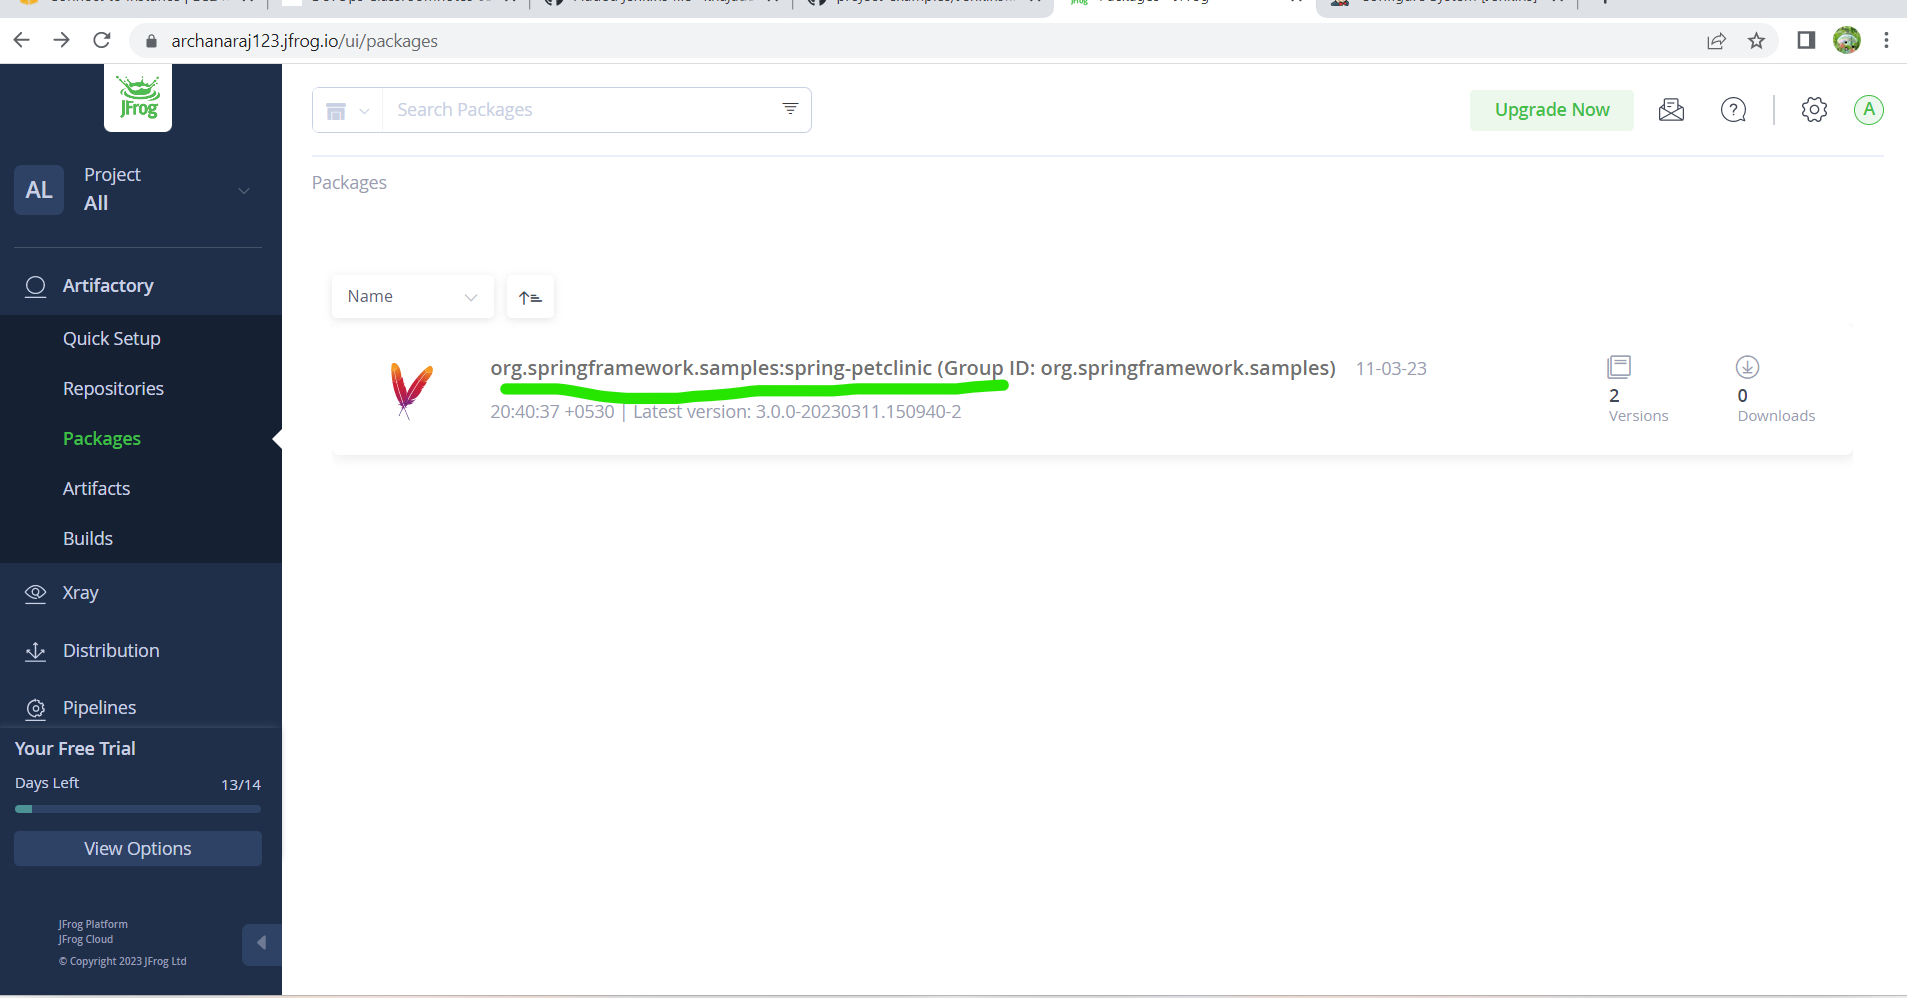 archanaraj123.jfrog.io/ui/packages
JFrog
Search Packages
Upgrade Now
?
A
AL
Project
All
Packages
Artifactory
Quick Setup
Repositories
Packages
Artifacts
Builds
Xray
Distribution
Pipelines
Name
org.springframework.samples:spring-petclinic (Group ID: org.springframework.samples) 11-03-23
20:40:37 +0530 | Latest version: 3.0.0-20230311.150940-2
2
Versions
0
Downloads
Your Free Trial
Days Left 13/14
View Options
JFrog Platform
JFrog Cloud
© Copyright 2023 JFrog Ltd